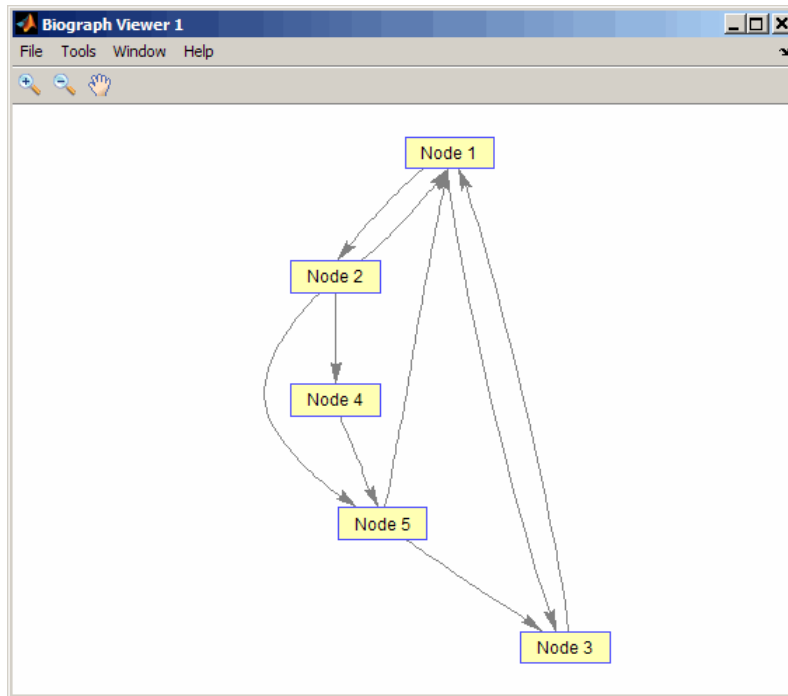 Biograph Viewer 1
File Tools Window Help
Node 1
Node 2
Node 4
Node 5
Node 3